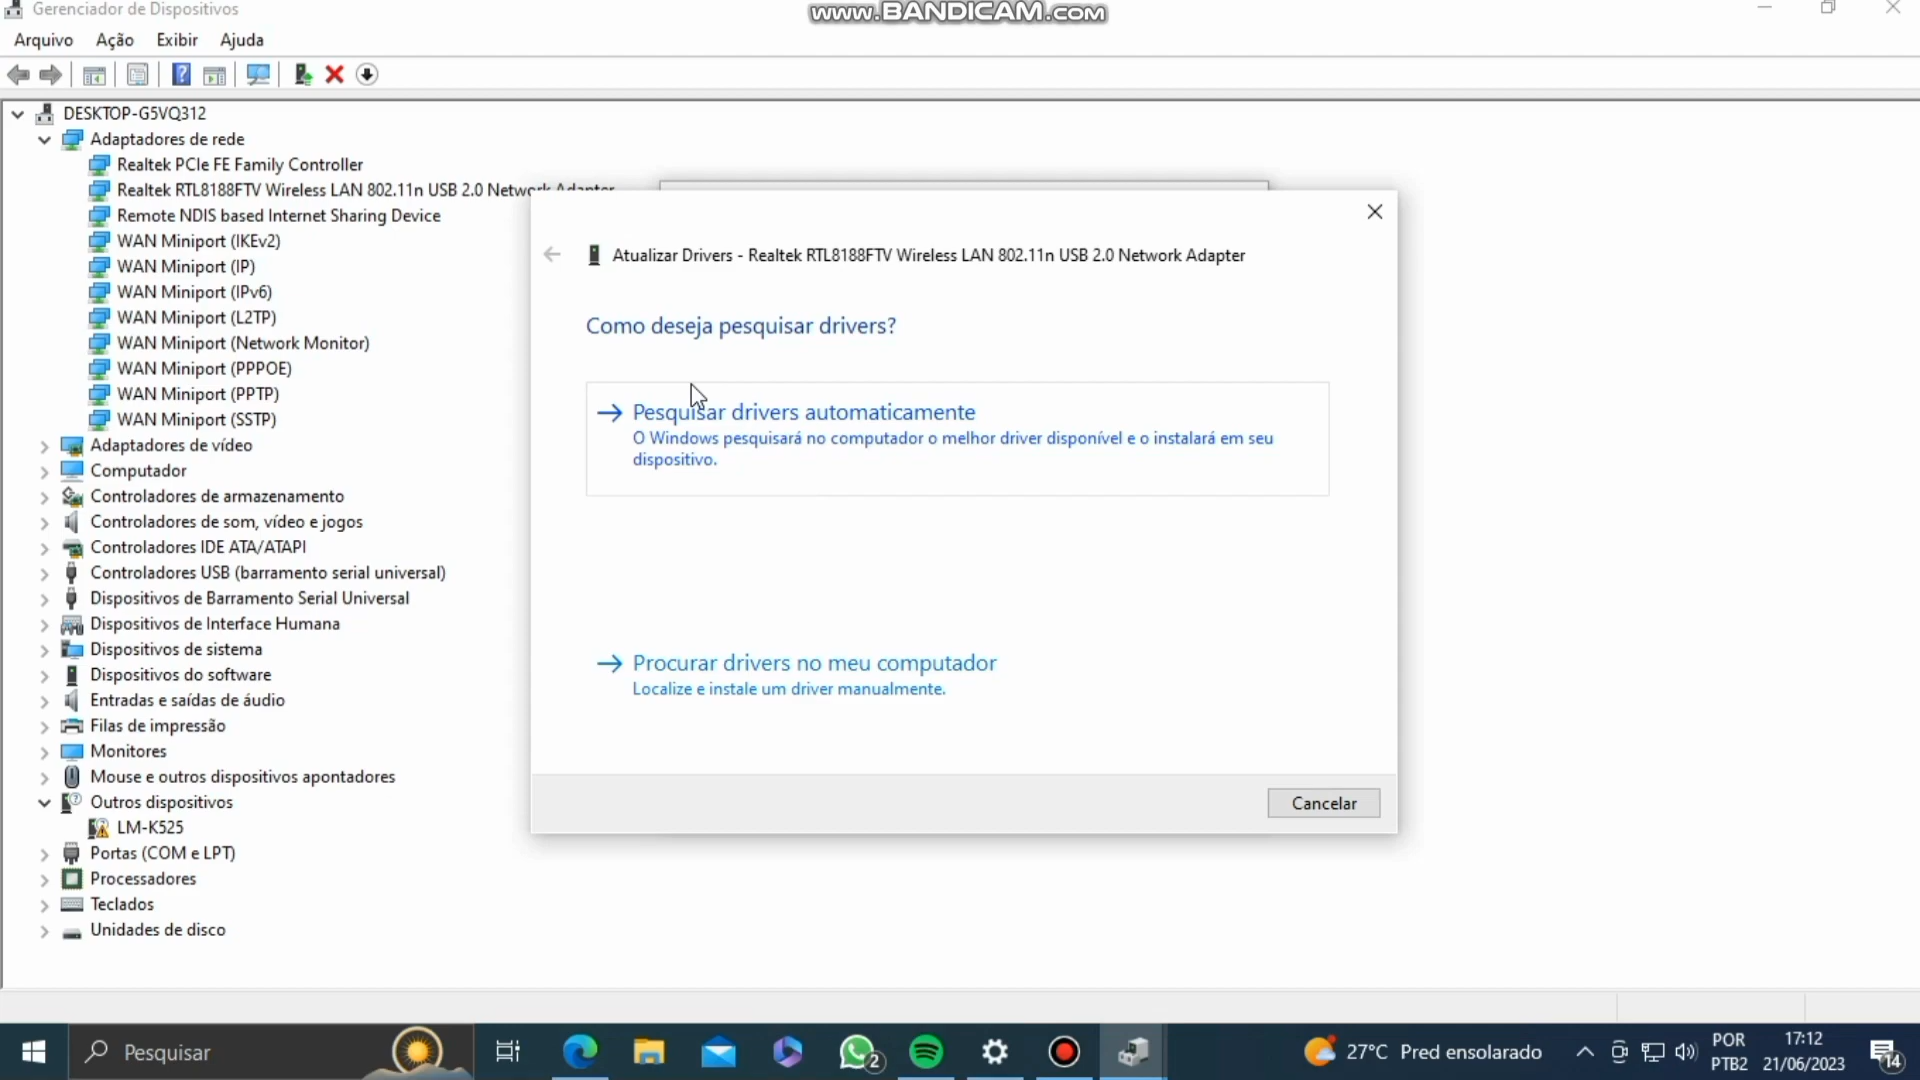 Gerenciador de Dispositivos
www.BANDICAM.com
Arquivo Ação Exibir Ajuda
DESKTOP-G5VQ312
Adaptadores de rede
Realtek PCIe FE Family Controller
Realtek RTL8188FTV Wireless LAN 802.11n USB 2.0 Network Adapter
Remote NDIS based Internet Sharing Device
WAN Miniport (IKEv2)
WAN Miniport (IP)
WAN Miniport (IPv6)
WAN Miniport (L2TP)
WAN Miniport (Network Monitor)
WAN Miniport (PPPOE)
WAN Miniport (PPTP)
WAN Miniport (SSTP)
Adaptadores de vídeo
Computador
Controladores de armazenamento
Controladores de som, vídeo e jogos
Controladores IDE ATA/ATAPI
Controladores USB (barramento serial universal)
Dispositivos de Barramento Serial Universal
Dispositivos de Interface Humana
Dispositivos de sistema
Dispositivos do software
Entradas e saídas de áudio
Filas de impressão
Monitores
Mouse e outros dispositivos apontadores
Outros dispositivos
LM-K525
Portas (COM e LPT)
Processadores
Teclados
Unidades de disco
Atualizar Drivers - Realtek RTL8188FTV Wireless LAN 802.11n USB 2.0 Network Adapter
Como deseja pesquisar drivers?
Pesquisar drivers automaticamente
O Windows pesquisará no computador o melhor driver disponível e o instalará em seu
dispositivo.
Procurar drivers no meu computador
Localize e instale um driver manualmente.
Cancelar
Pesquisar
2
27°C Pred ensolarado
POR
PTB2
17:12
21/06/2023
14